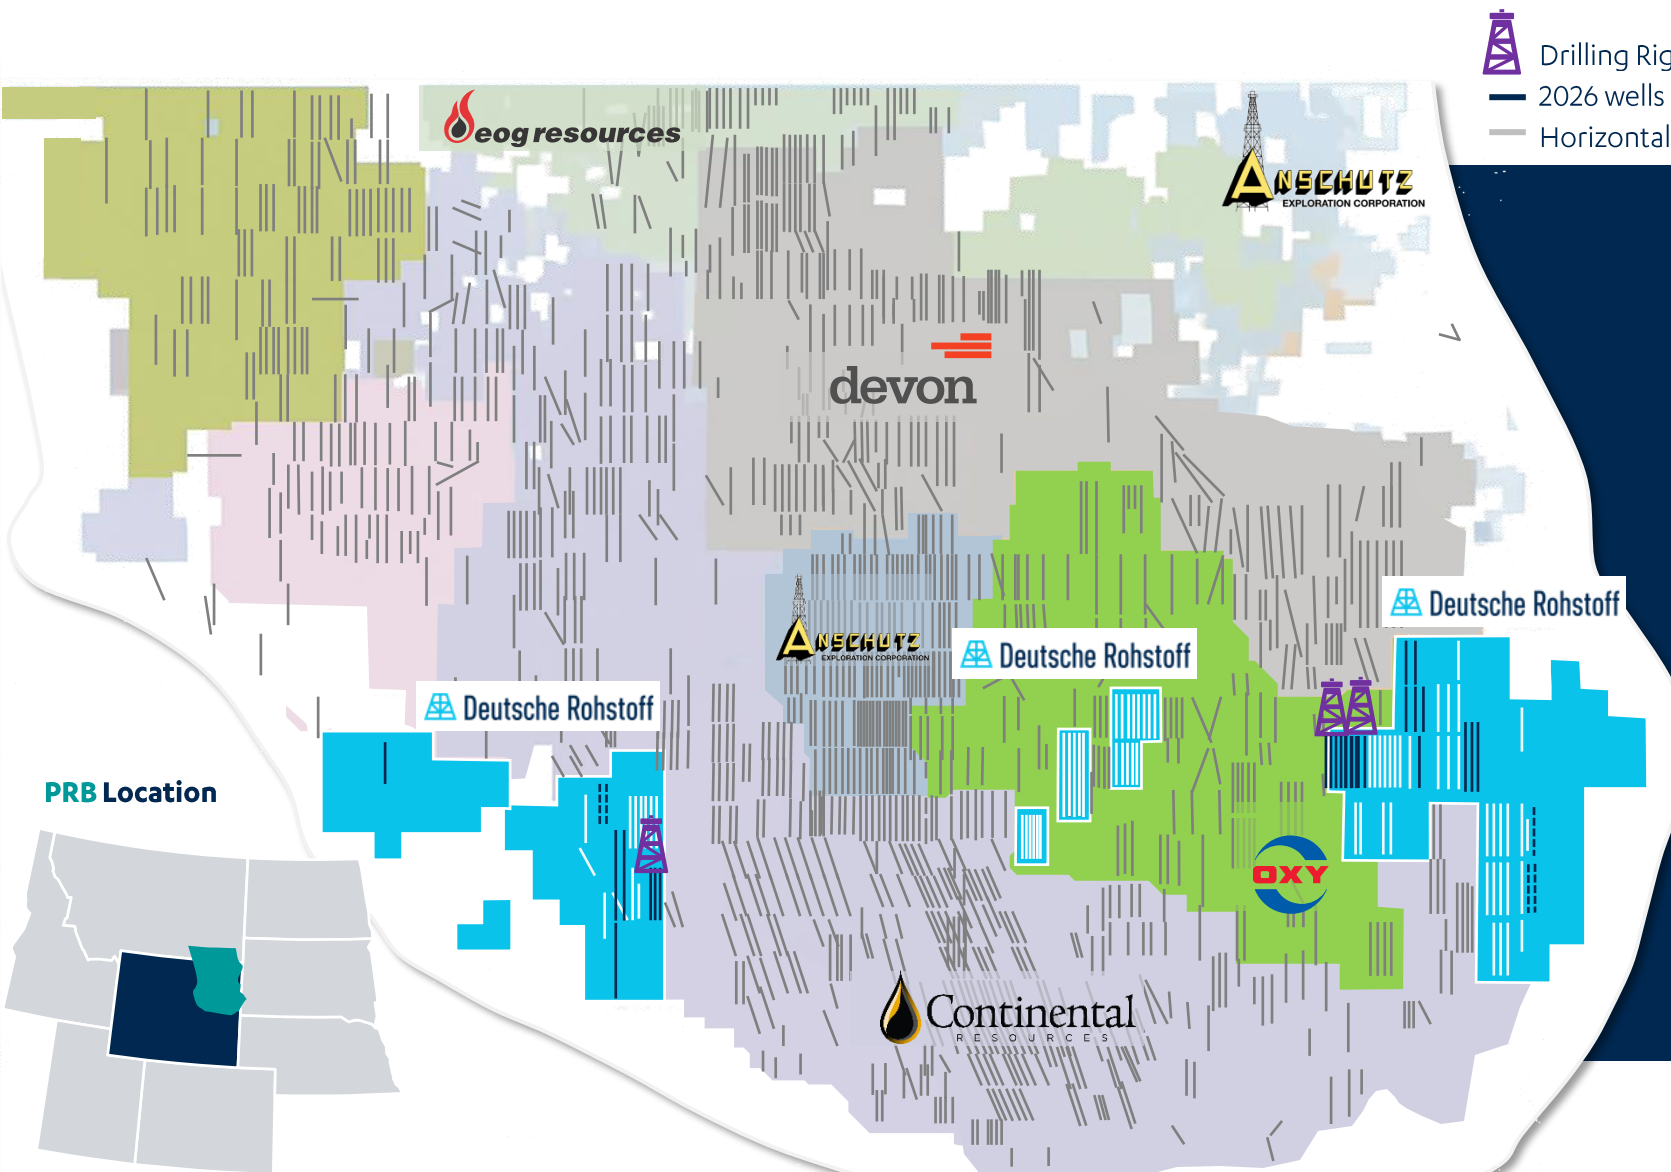 Drilling Rig
2026 wells
Horizontal
eog resources
ANSCHUTZ
EXPLORATION CORPORATION
devon
Deutsche Rohstoff
ANSCHUTZ
EXPLORATION CORPORATION
Deutsche Rohstoff
Deutsche Rohstoff
PRB Location
OXY
Continental
RESOURCES